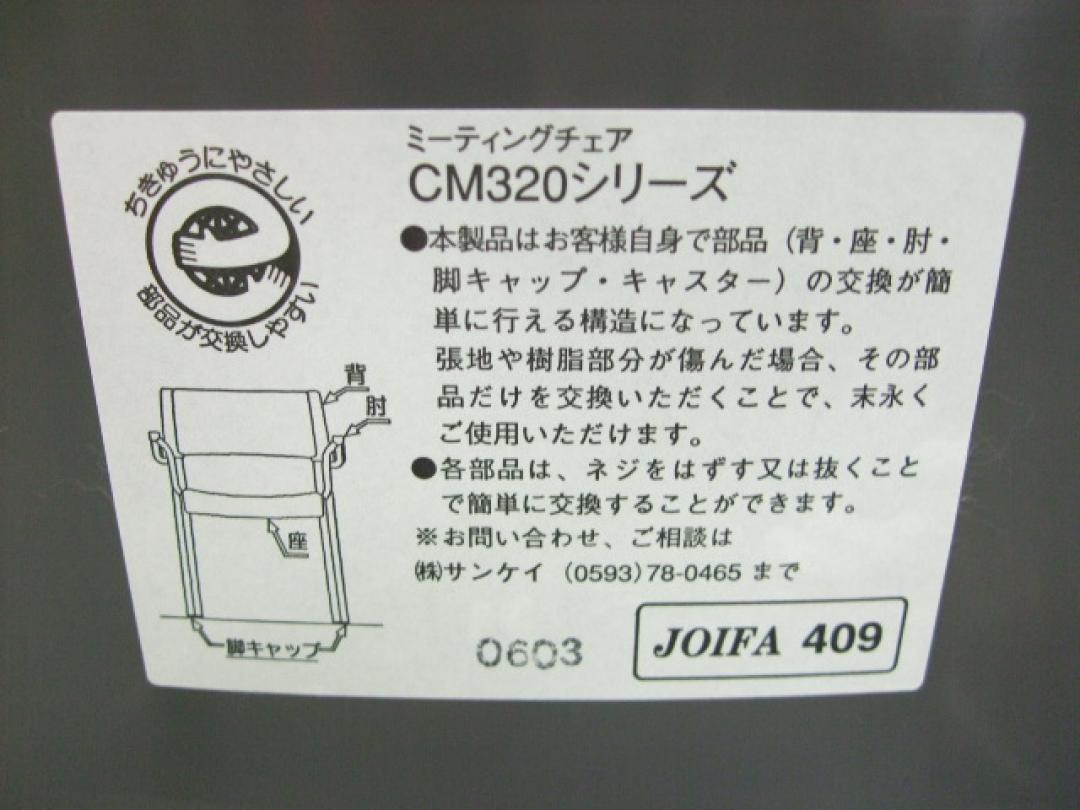 ちきゅうにやさしい
部品が交換しやすい
ミーティングチェア
CM320シリーズ
●本製品はお客様自身で部品（背・座・肘・
脚キャップ・キャスター）の交換が簡
単に行える構造になっています。
張地や樹脂部分が傷んだ場合、その部
品だけを交換いただくことで、末永く
ご使用いただけます。
●各部品は、ネジをはずす又は抜くこと
で簡単に交換することができます。
※お問い合わせ、ご相談は
㈱サンケイ（0593）78-0465 まで
背
肘
座
脚キャップ
0603
JOIFA 409